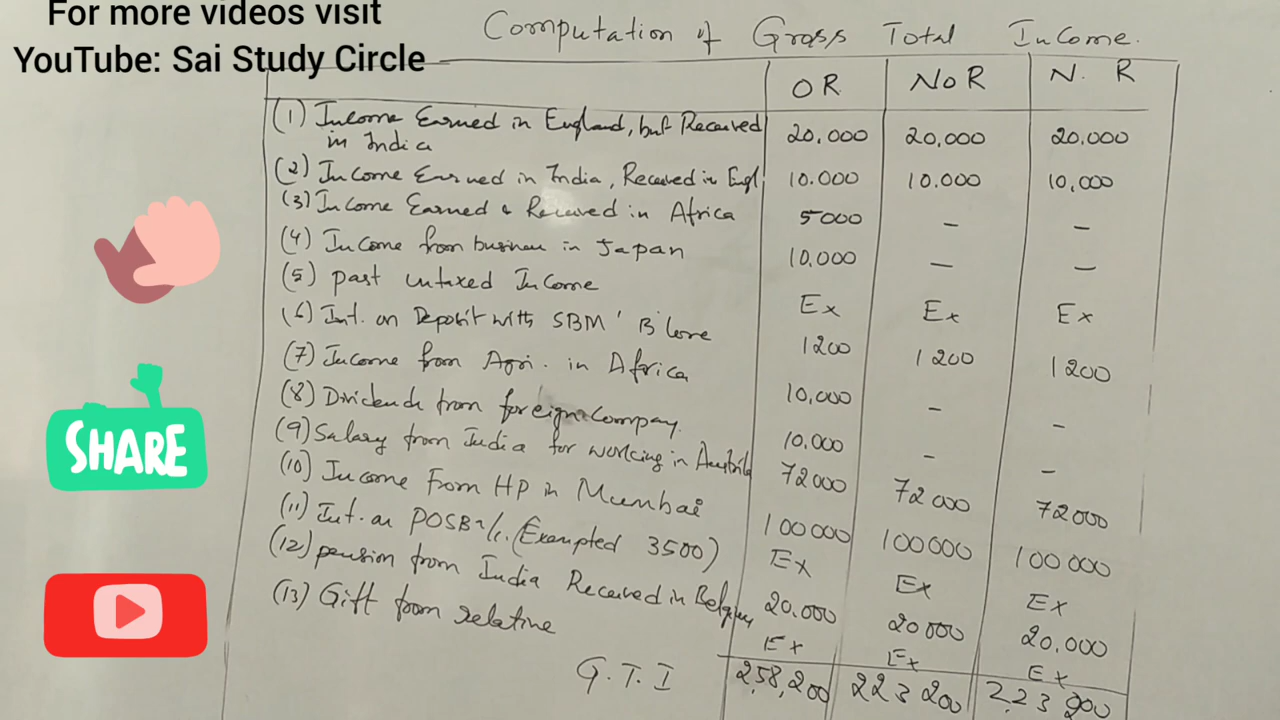 For more videos visit
YouTube: Sai Study Circle
Computation of Gross Total Income.
OR NOR N. R
(1) Income Earned in England, but Received 20,000 20,000 20,000
in India
(2) Income Earned in India, Received in Engl 10.000 10.000 10,000
(3) Income Earned & Received in Africa 5000 — —
(4) Income from business in Japan 10,000 — —
(5) past untaxed Income Ex Ex Ex
(6) Int. on Deposit with SBM' B'lore 1200 1200 1200
(7) Income from Agri. in Africa 10,000 — —
(8) Dividends from foreign Company. 10.000 — —
(9) Salary from India for working in 72000 72000 72000
(10) Income From HP in Mumbai 100000 100000 100000
(11) Int. on POSB a/c. (Exempted 3500) Ex Ex Ex
(12) pension from India Received in Belgium 20.000 20000 20,000
(13) Gift from relative Ex Ex Ex
G.T.I 258,200 223200 2,23200
SHARE